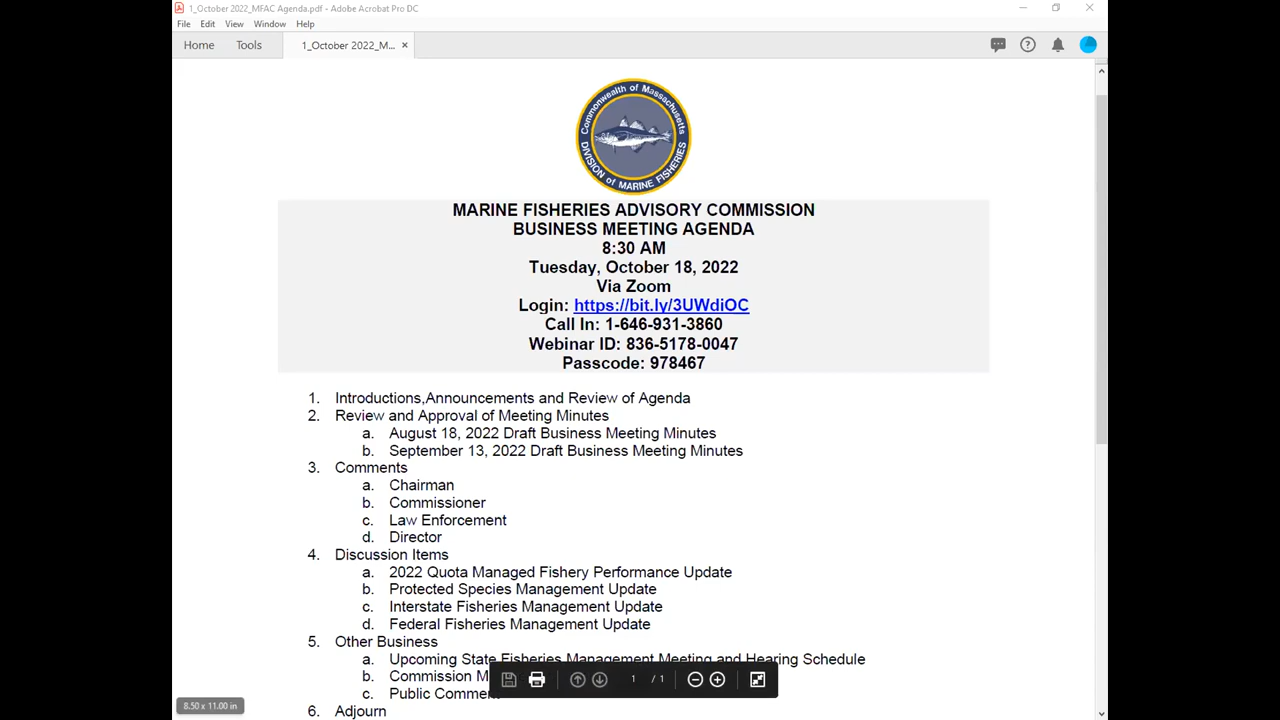 1_October 2022_MFAC Agenda.pdf - Adobe Acrobat Pro DC
File Edit View Window Help
Home Tools 1_October 2022_M...
Commonwealth of Massachusetts
DIVISION of MARINE FISHERIES
MARINE FISHERIES ADVISORY COMMISSION
BUSINESS MEETING AGENDA
8:30 AM
Tuesday, October 18, 2022
Via Zoom
Login: https://bit.ly/3UWdiOC
Call In: 1-646-931-3860
Webinar ID: 836-5178-0047
Passcode: 978467
1. Introductions,Announcements and Review of Agenda
2. Review and Approval of Meeting Minutes
a. August 18, 2022 Draft Business Meeting Minutes
b. September 13, 2022 Draft Business Meeting Minutes
3. Comments
a. Chairman
b. Commissioner
c. Law Enforcement
d. Director
4. Discussion Items
a. 2022 Quota Managed Fishery Performance Update
b. Protected Species Management Update
c. Interstate Fisheries Management Update
d. Federal Fisheries Management Update
5. Other Business
a. Upcoming State Fisheries Management Meeting and Hearing Schedule
b. Commission M
c. Public Comment
6. Adjourn
1 / 1
8.50 x 11.00 in